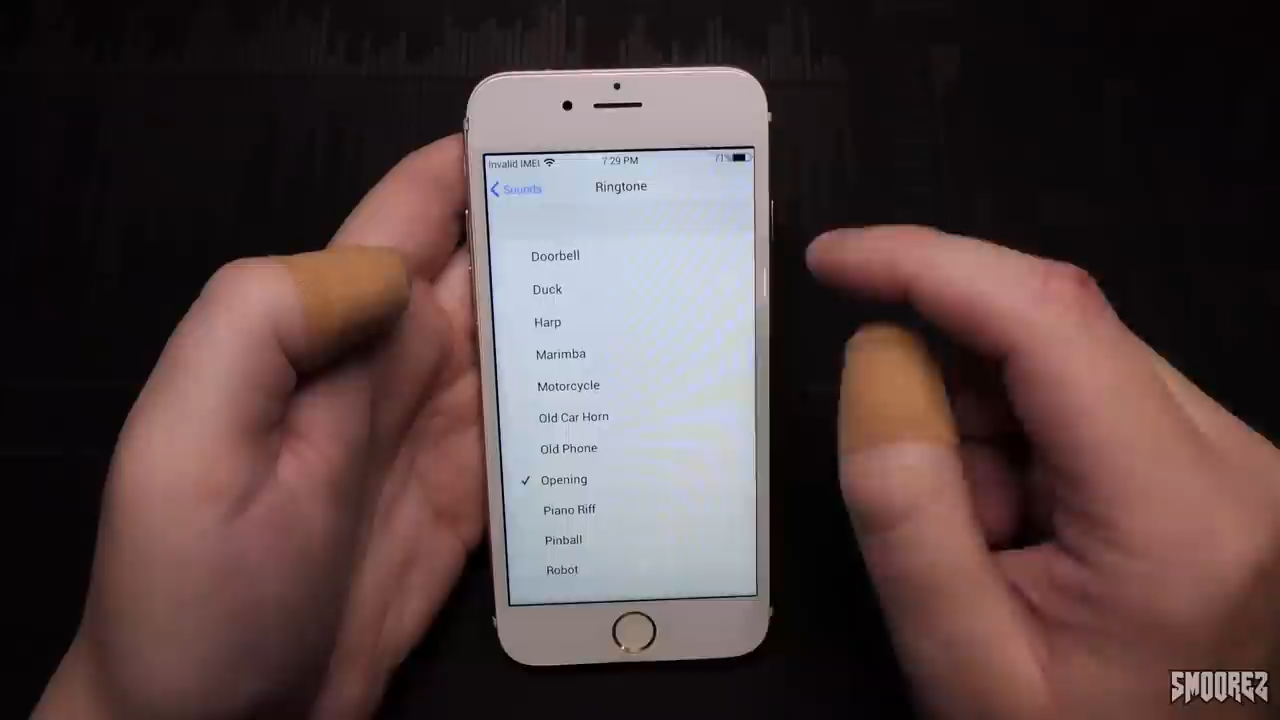 Invalid IMEI 7:29 PM 71%
Sounds Ringtone
Doorbell
Duck
Harp
Marimba
Motorcycle
Old Car Horn
Old Phone
✓ Opening
Piano Riff
Pinball
Robot
SMOOREZ